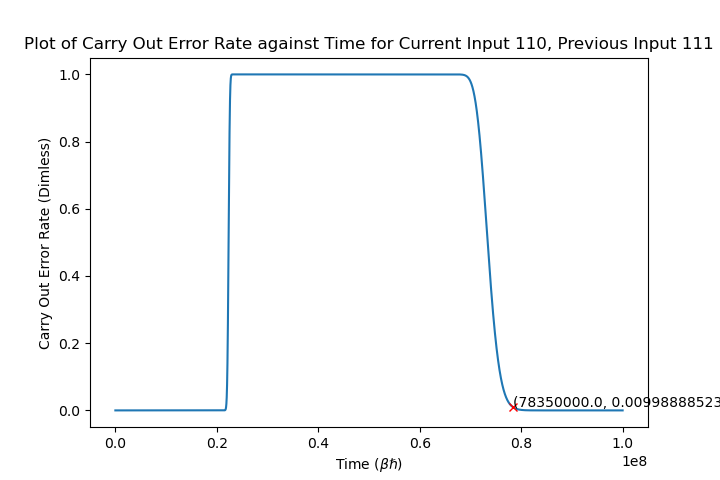 Plot of Carry Out Error Rate against Time for Current Input 110, Previous Input 111
Carry Out Error Rate (Dimless)
1.0
0.8
0.6
0.4
0.2
0.0
(78350000.0, 0.00998888523
0.0 0.2 0.4 0.6 0.8 1.0
1e8
Time (βℏ)